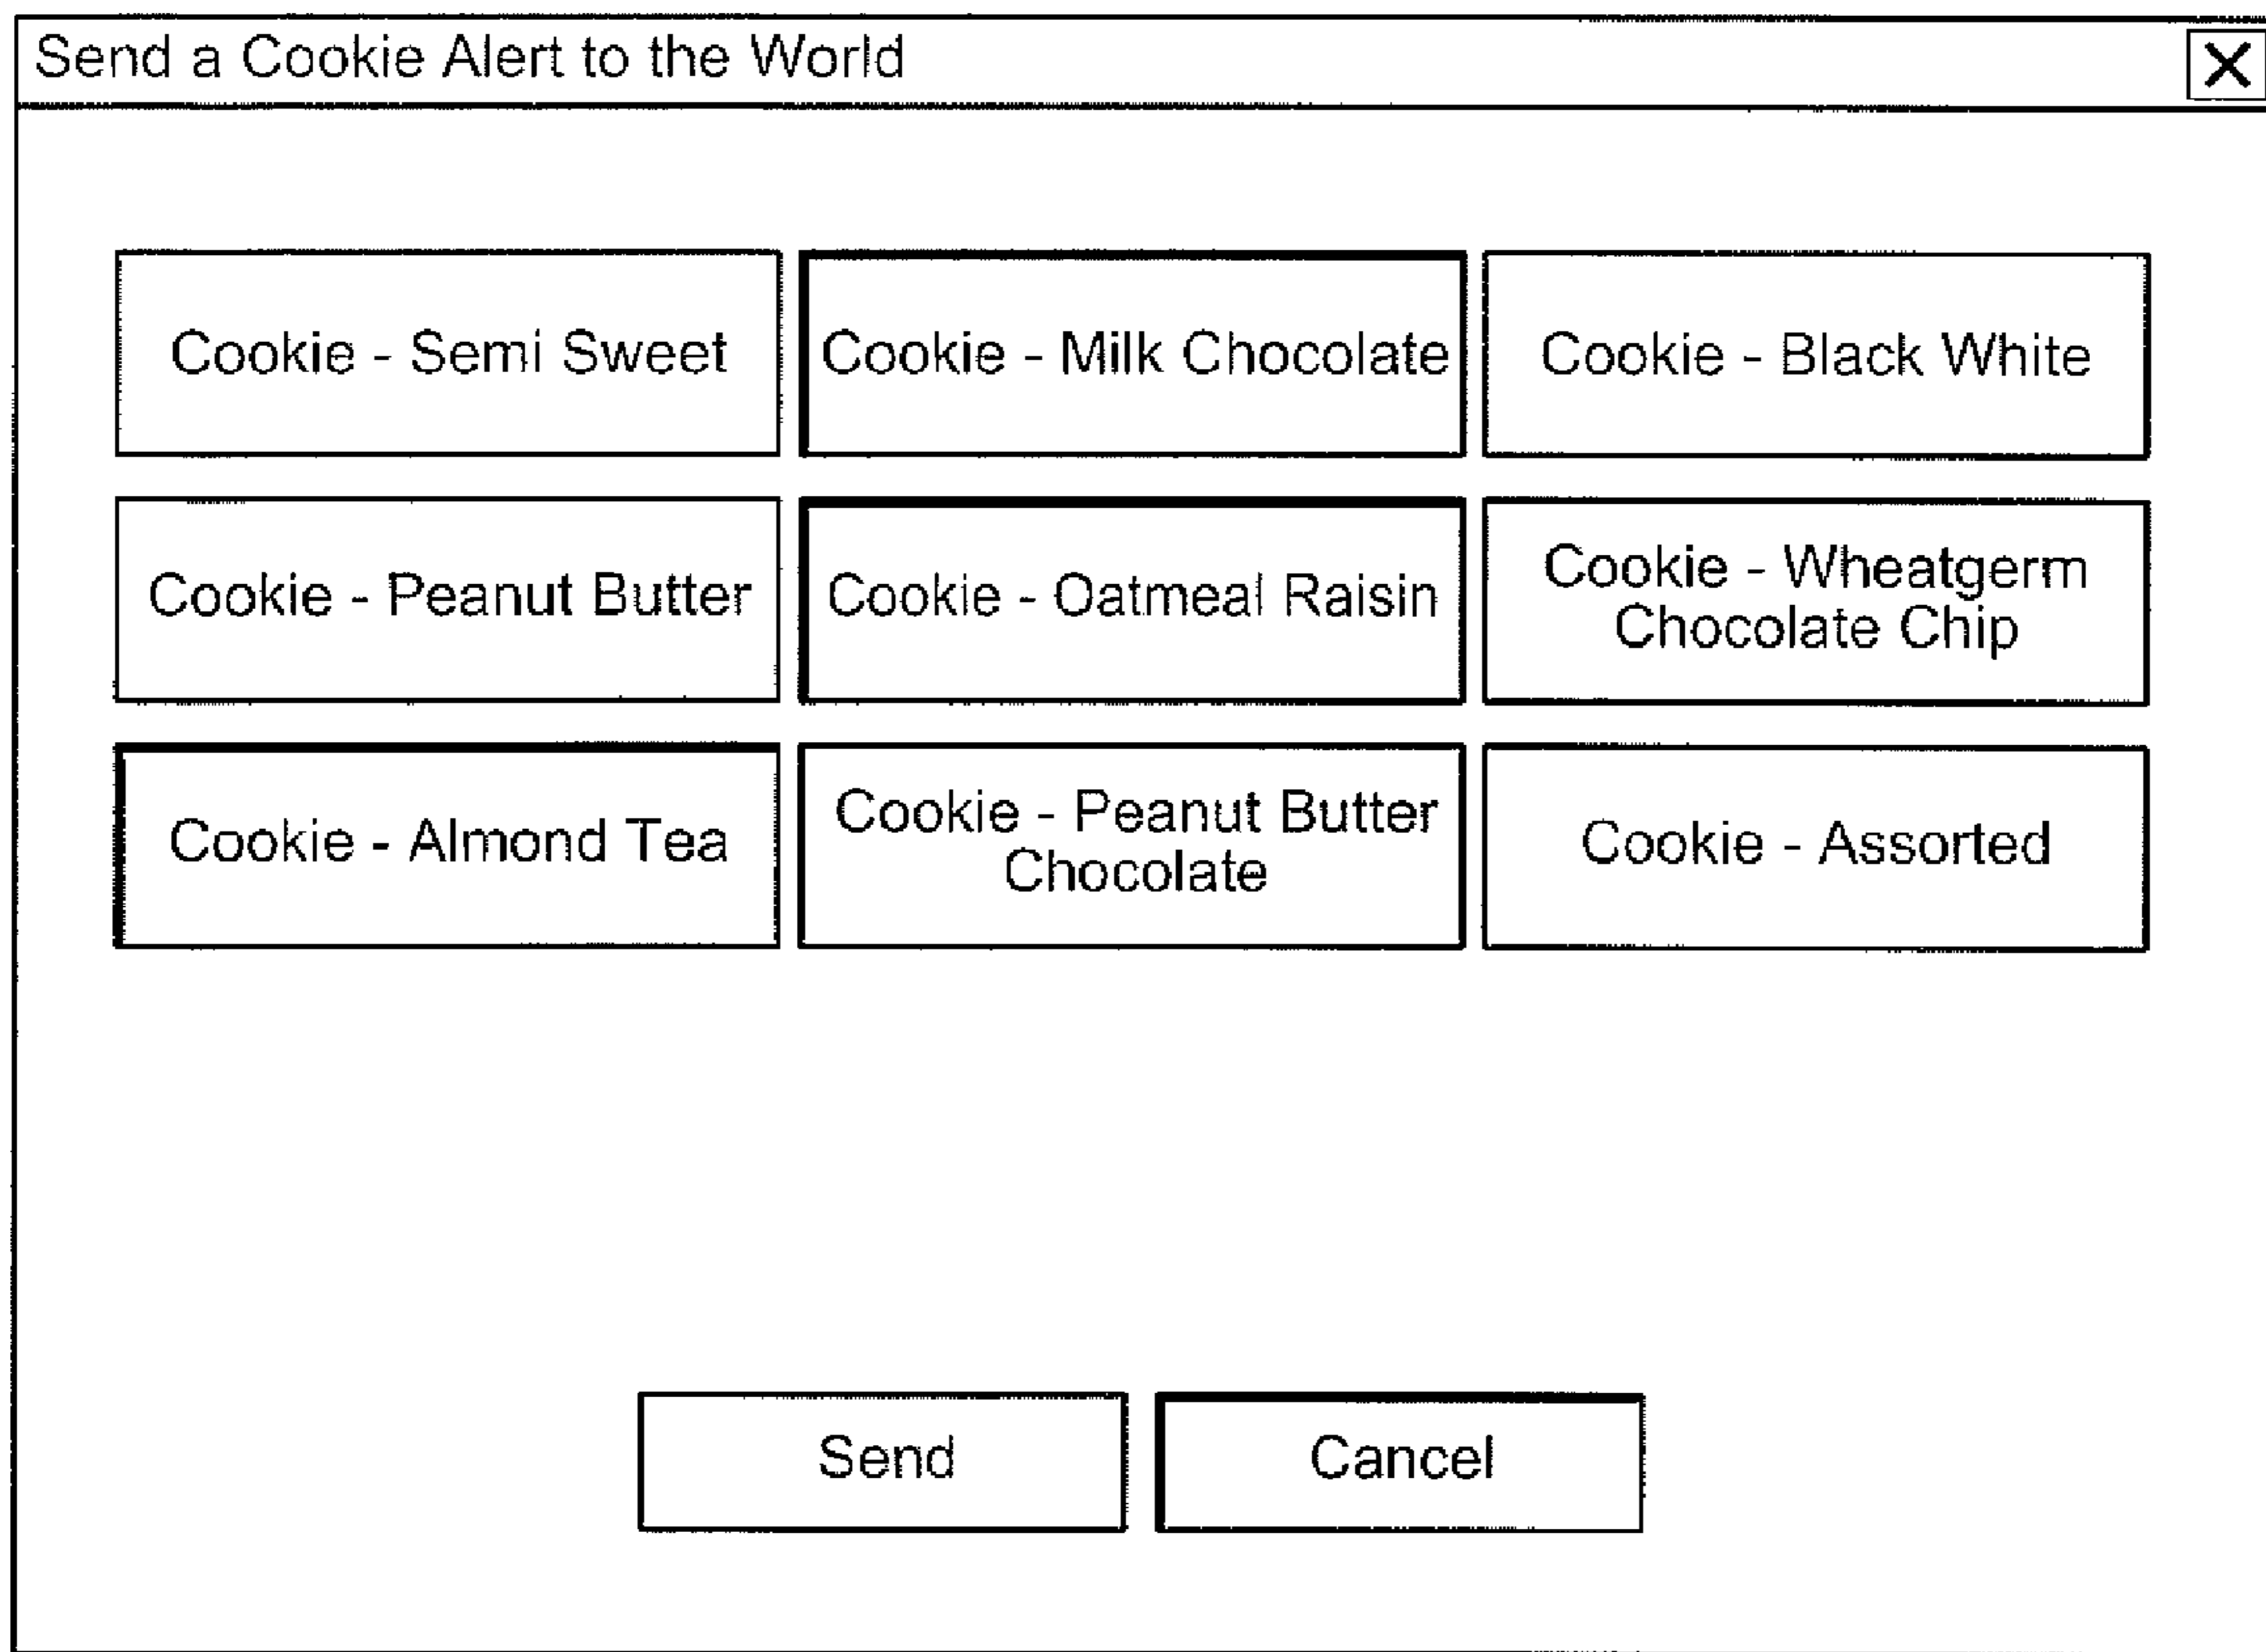 Send a Cookie Alert to the World
Cookie - Semi Sweet
Cookie - Milk Chocolate
Cookie - Black White
Cookie - Peanut Butter
Cookie - Oatmeal Raisin
Cookie - Wheatgerm
Chocolate Chip
Cookie - Almond Tea
Cookie - Peanut Butter
Chocolate
Cookie - Assorted
Send
Cancel